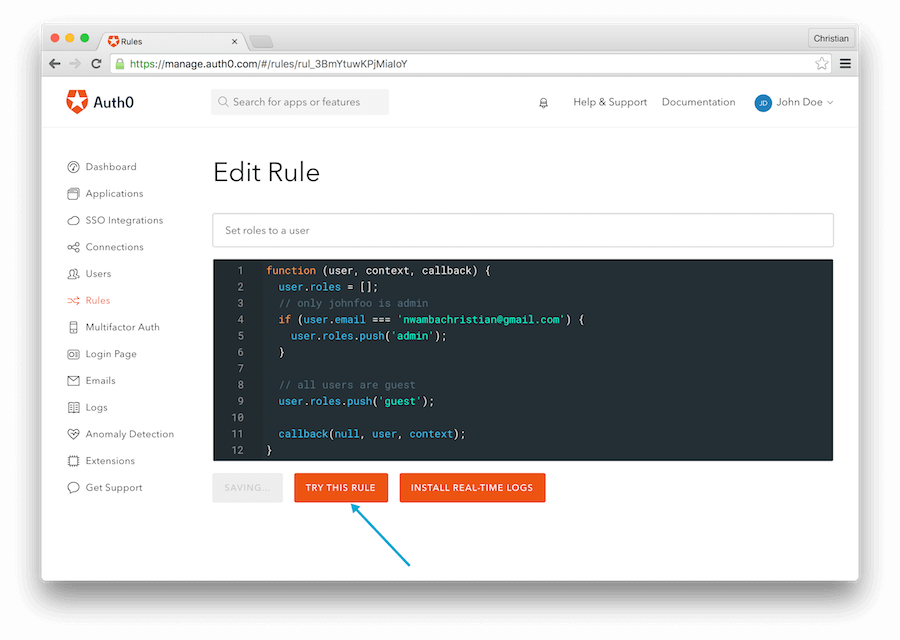 Rules
Christian
https://manage.auth0.com/#/rules/rul_3BmYtuwKPjMiaIoY
Auth0
Search for apps or features
Help & Support
Documentation
JD
John Doe
Dashboard
Applications
SSO Integrations
Connections
Users
Rules
Multifactor Auth
Login Page
Emails
Logs
Anomaly Detection
Extensions
Get Support
Edit Rule
Set roles to a user
1 function (user, context, callback) {
2 user.roles = [];
3 // only johnfoo is admin
4 if (user.email === 'nwambachristian@gmail.com') {
5 user.roles.push('admin');
6 }
7
8 // all users are guest
9 user.roles.push('guest');
10
11 callback(null, user, context);
12 }
SAVING...
TRY THIS RULE
INSTALL REAL-TIME LOGS